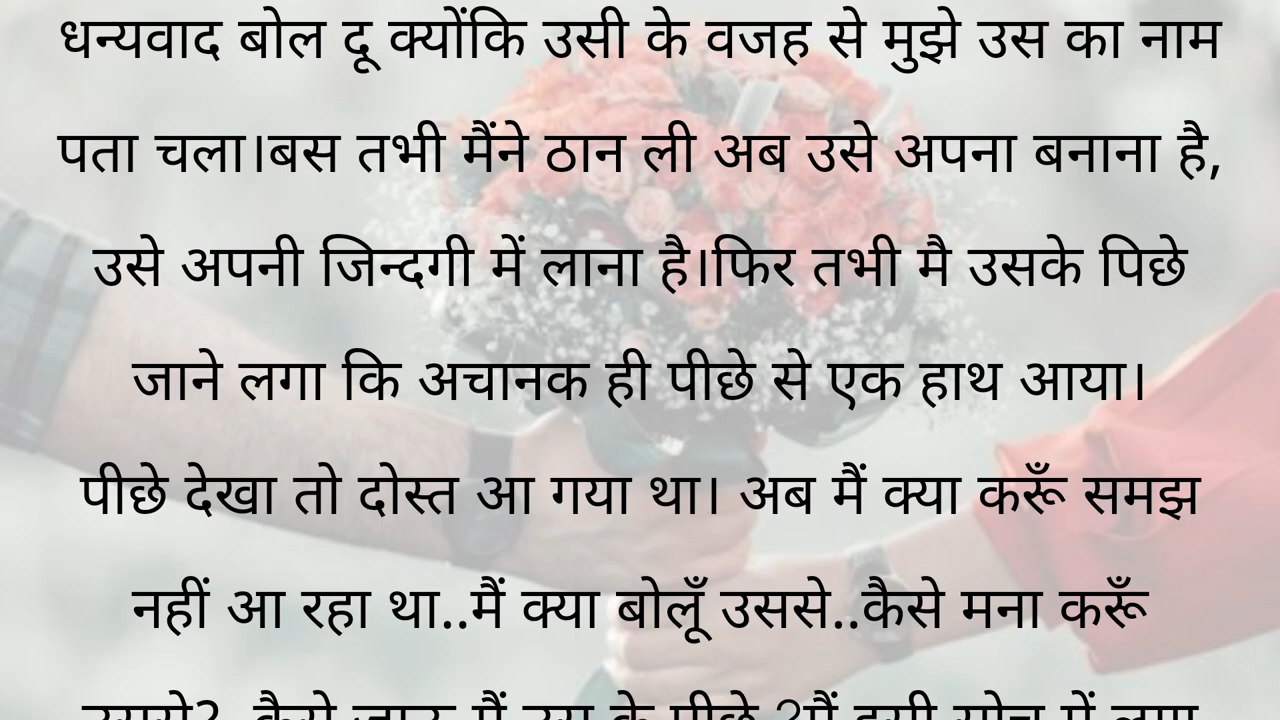 धन्यवाद बोल दू क्योंकि उसी के वजह से मुझे उस का नाम
पता चला।बस तभी मैंने ठान ली अब उसे अपना बनाना है,
उसे अपनी जिन्दगी में लाना है।फिर तभी मै उसके पिछे
जाने लगा कि अचानक ही पीछे से एक हाथ आया।
पीछे देखा तो दोस्त आ गया था। अब मैं क्या करूँ समझ
नहीं आ रहा था..मैं क्या बोलूँ उससे..कैसे मना करूँ